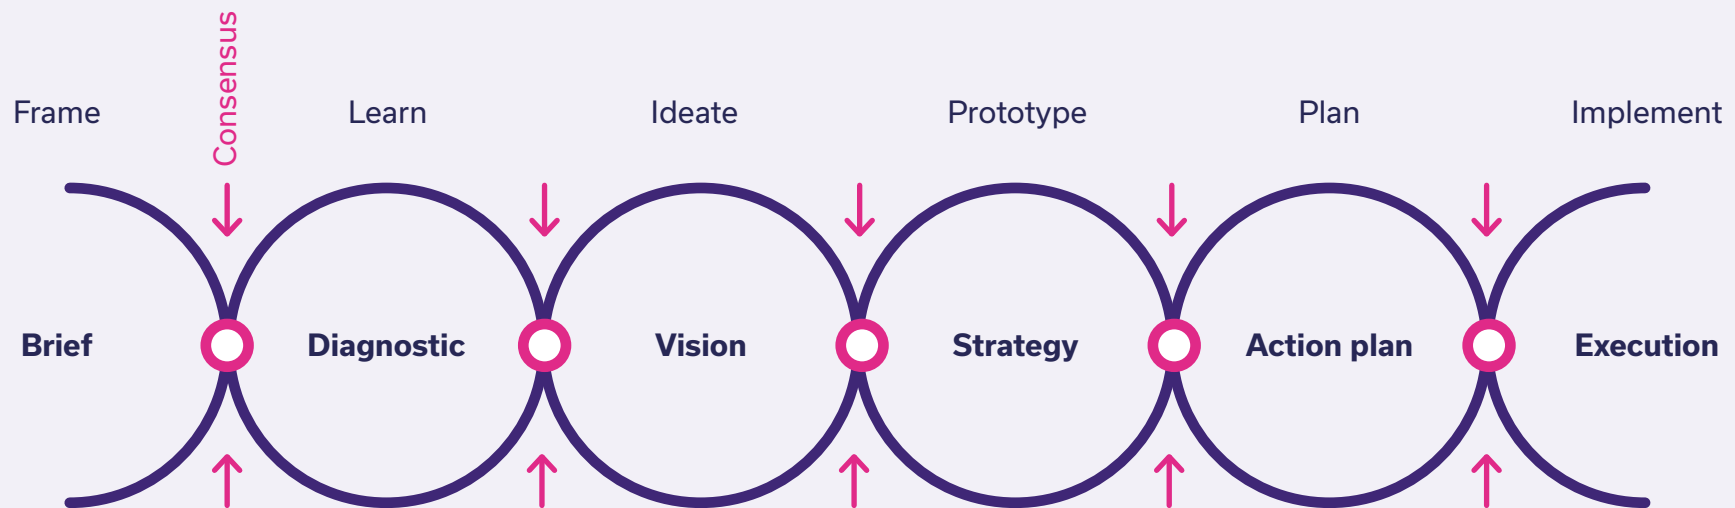 Consensus
Frame
Learn
Ideate
Prototype
Plan
Implement
Brief
Diagnostic
Vision
Strategy
Action plan
Execution